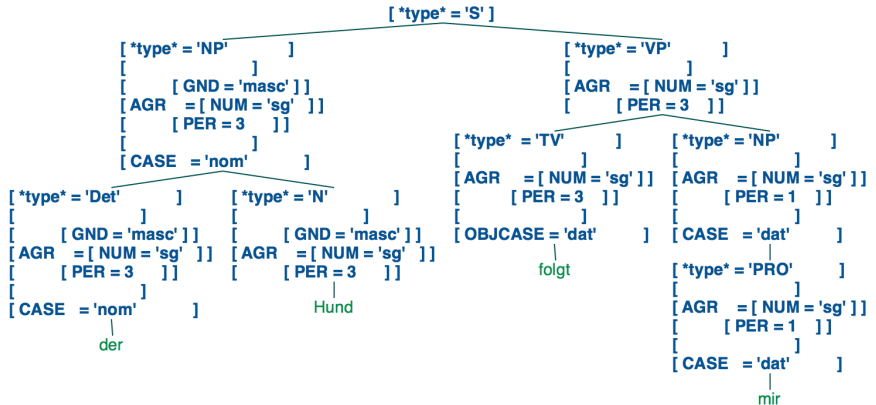 [ *type* = 'S' ]
[ *type* = 'NP' ]
[ ]
[ [ GND = 'masc' ] ]
[ AGR = [ NUM = 'sg' ] ]
[ [ PER = 3 ] ]
[ ]
[ CASE = 'nom' ]
[ *type* = 'VP' ]
[ ]
[ AGR = [ NUM = 'sg' ] ]
[ [ PER = 3 ] ]
[ *type* = 'Det' ]
[ ]
[ [ GND = 'masc' ] ]
[ AGR = [ NUM = 'sg' ] ]
[ [ PER = 3 ] ]
[ ]
[ CASE = 'nom' ]
der
[ *type* = 'N' ]
[ ]
[ [ GND = 'masc' ] ]
[ AGR = [ NUM = 'sg' ] ]
[ [ PER = 3 ] ]
Hund
[ *type* = 'TV' ]
[ ]
[ AGR = [ NUM = 'sg' ] ]
[ [ PER = 3 ] ]
[ ]
[ OBJCASE = 'dat' ]
folgt
[ *type* = 'NP' ]
[ ]
[ AGR = [ NUM = 'sg' ] ]
[ [ PER = 1 ] ]
[ ]
[ CASE = 'dat' ]
[ *type* = 'PRO' ]
[ ]
[ AGR = [ NUM = 'sg' ] ]
[ [ PER = 1 ] ]
[ ]
[ CASE = 'dat' ]
mir